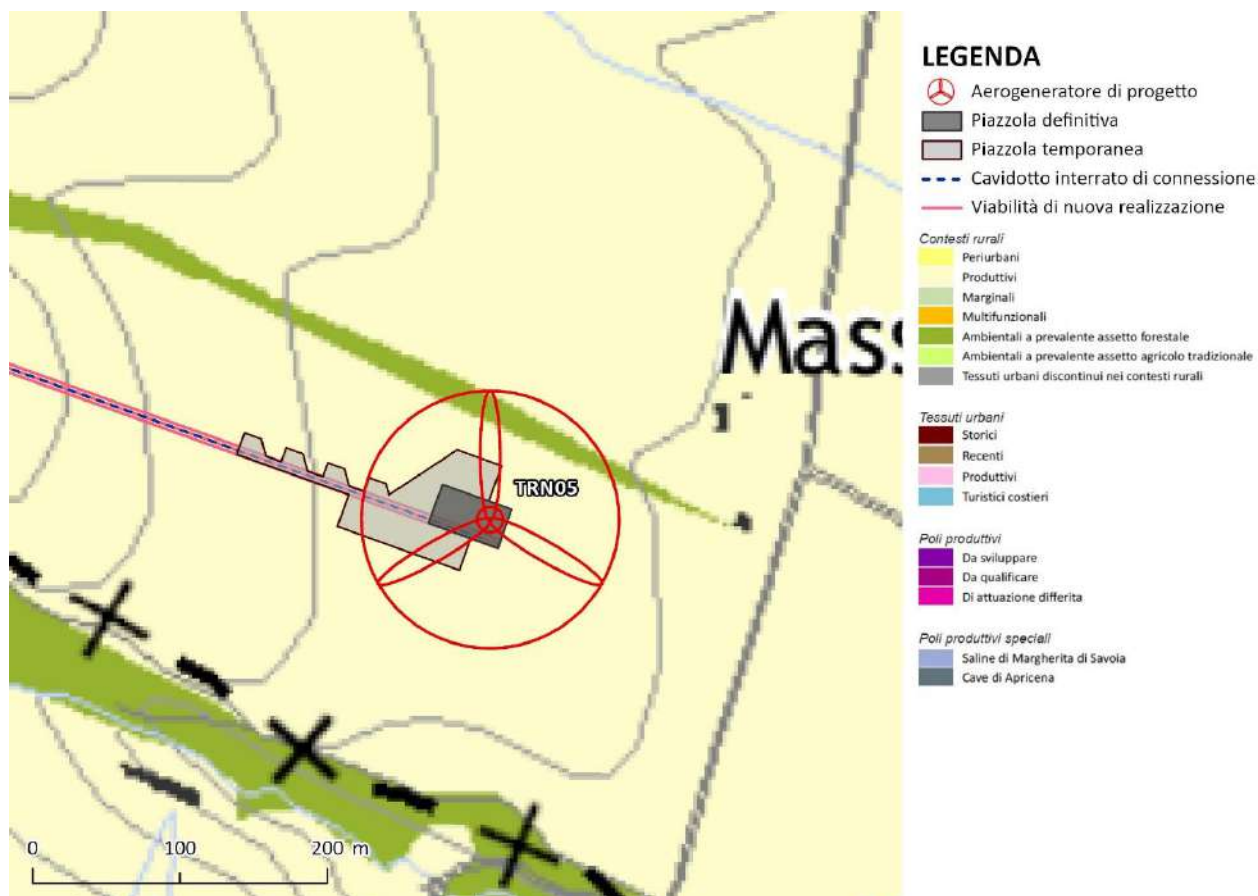 Mass
TRN05
0 100 200 m
LEGENDA
Aerogeneratore di progetto
Piazzola definitiva
Piazzola temporanea
Cavidotto interrato di connessione
Viabilità di nuova realizzazione
Contesti rurali
Periurbani
Produttivi
Marginali
Multifunzionali
Ambientali a prevalente assetto forestale
Ambientali a prevalente assetto agricolo tradizionale
Tessuti urbani discontinui nei contesti rurali
Tessuti urbani
Storici
Recenti
Produttivi
Turistici costieri
Poli produttivi
Da sviluppare
Da qualificare
Di attuazione differita
Poli produttivi speciali
Saline di Margherita di Savoia
Cave di Apricena